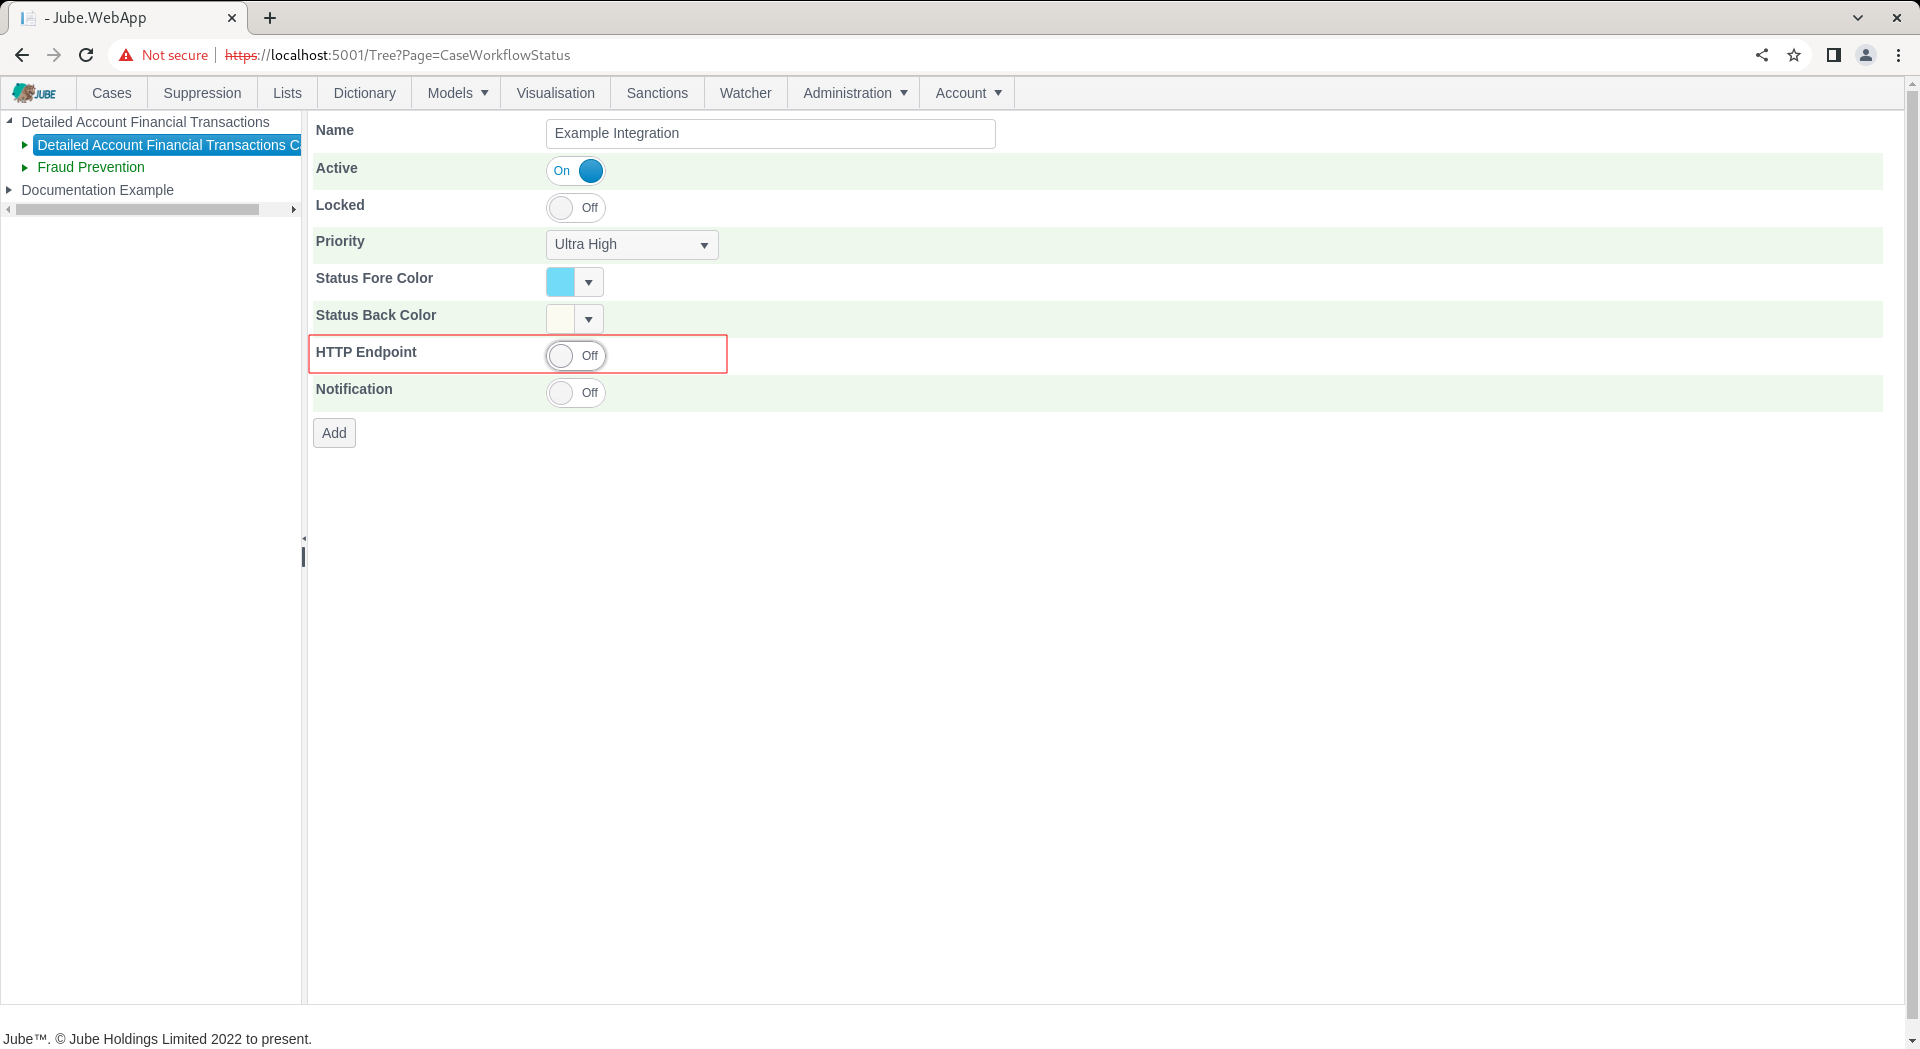 - Jube.WebApp
Not secure https://localhost:5001/Tree?Page=CaseWorkflowStatus
JUBE Cases Suppression Lists Dictionary Models Visualisation Sanctions Watcher Administration Account
Detailed Account Financial Transactions
Detailed Account Financial Transactions C
Fraud Prevention
Documentation Example
Name Example Integration
Active On
Locked Off
Priority Ultra High
Status Fore Color
Status Back Color
HTTP Endpoint Off
Notification Off
Add
Jube™. © Jube Holdings Limited 2022 to present.